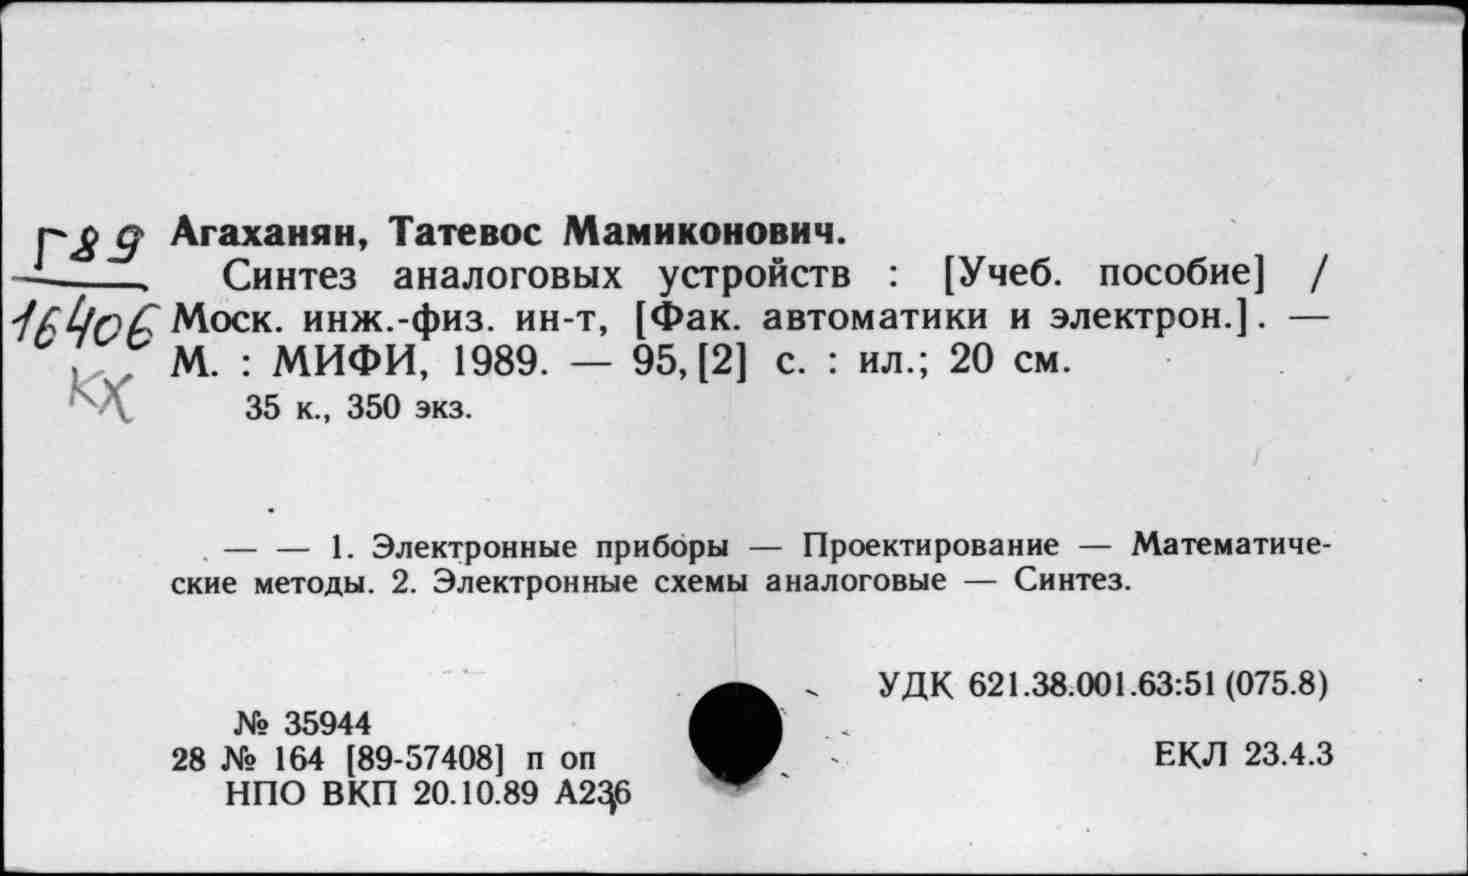 Г89
16406
КХ
Агаханян, Татевос Мамиконович.
Синтез аналоговых устройств : [Учеб. пособие] /
Моск. инж.-физ. ин-т, [Фак. автоматики и электрон.]. —
М. : МИФИ, 1989. — 95, [2] с. : ил.; 20 см.
35 к., 350 экз.
— — 1. Электронные приборы — Проектирование — Математиче-
ские методы. 2. Электронные схемы аналоговые — Синтез.
УДК 621.38.001.63:51 (075.8)
№ 35944
28 № 164 [89-57408] п оп
ЕКЛ 23.4.3
НПО ВКП 20.10.89